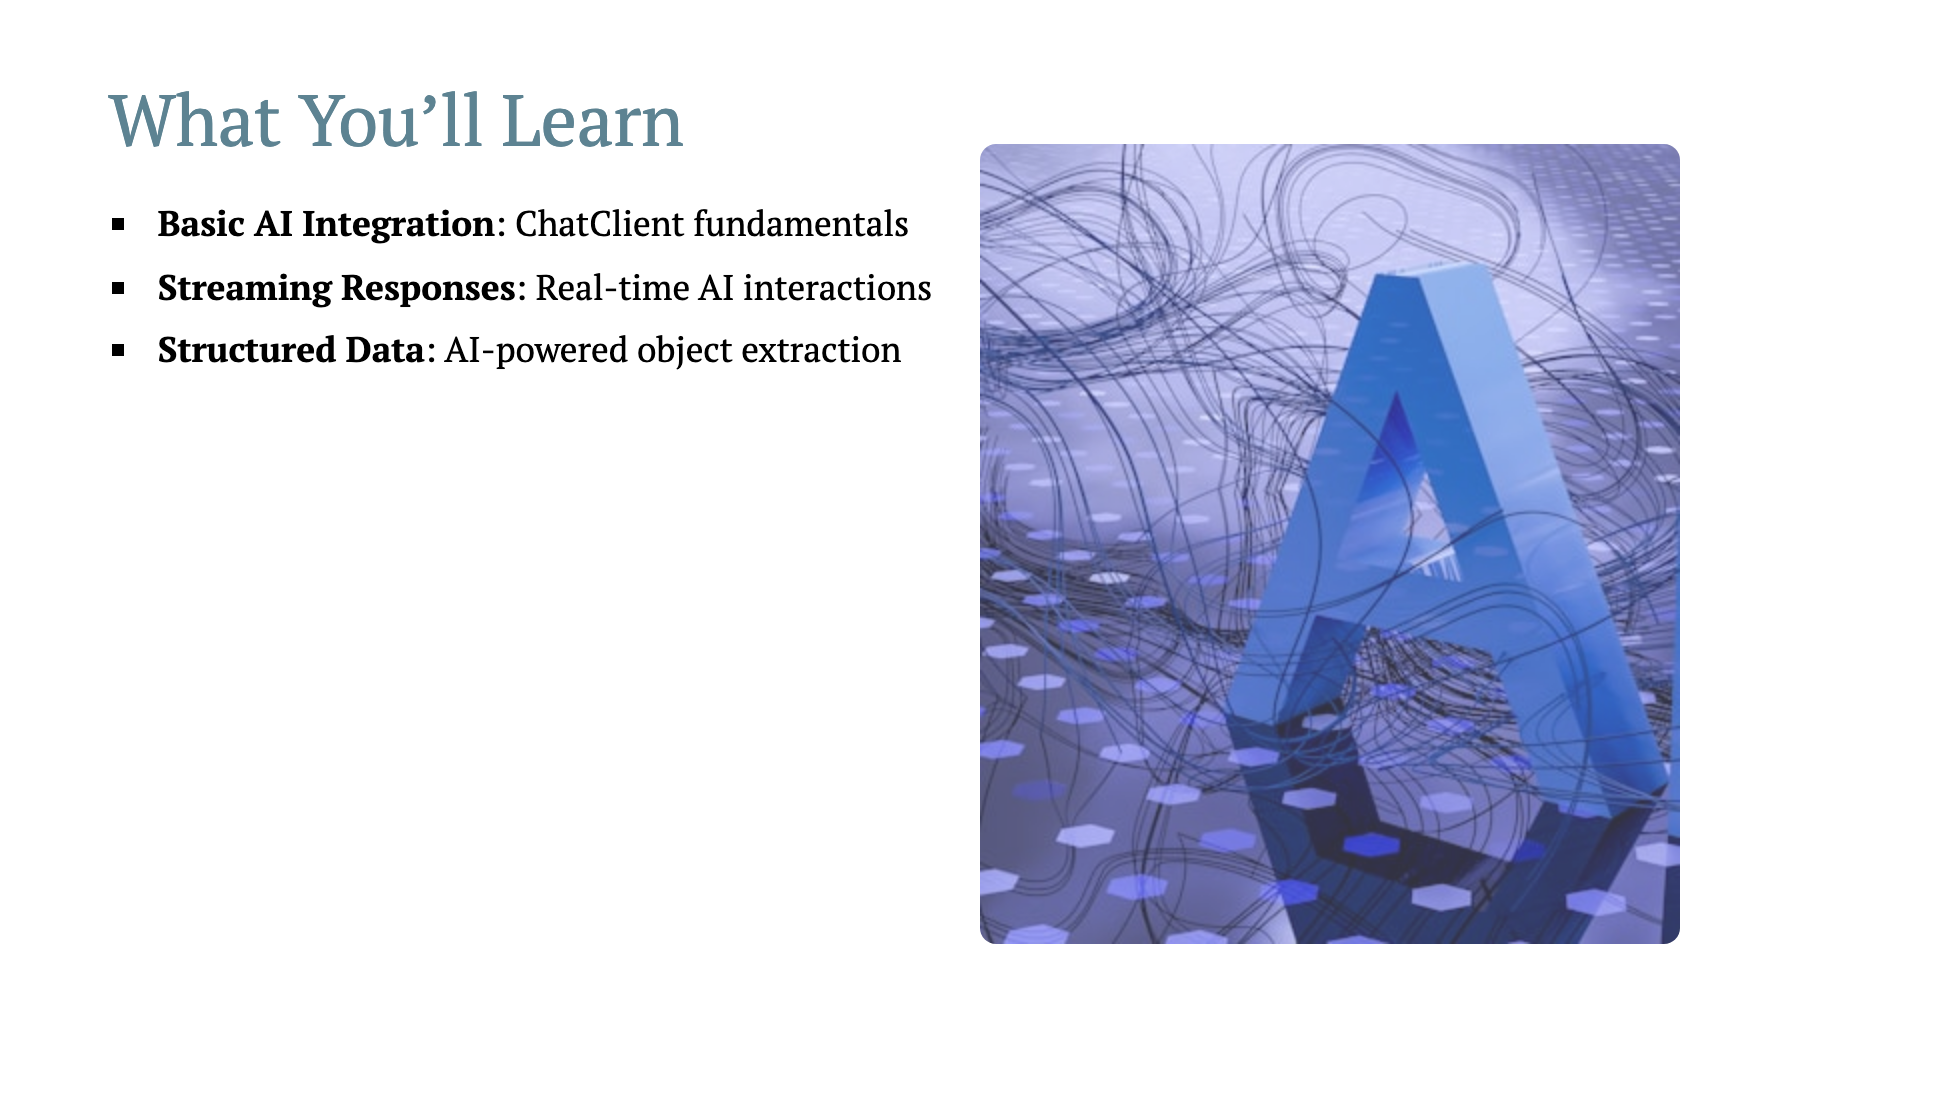 What You’ll Learn
▪ Basic AI Integration: ChatClient fundamentals
▪ Streaming Responses: Real-time AI interactions
▪ Structured Data: AI-powered object extraction
A